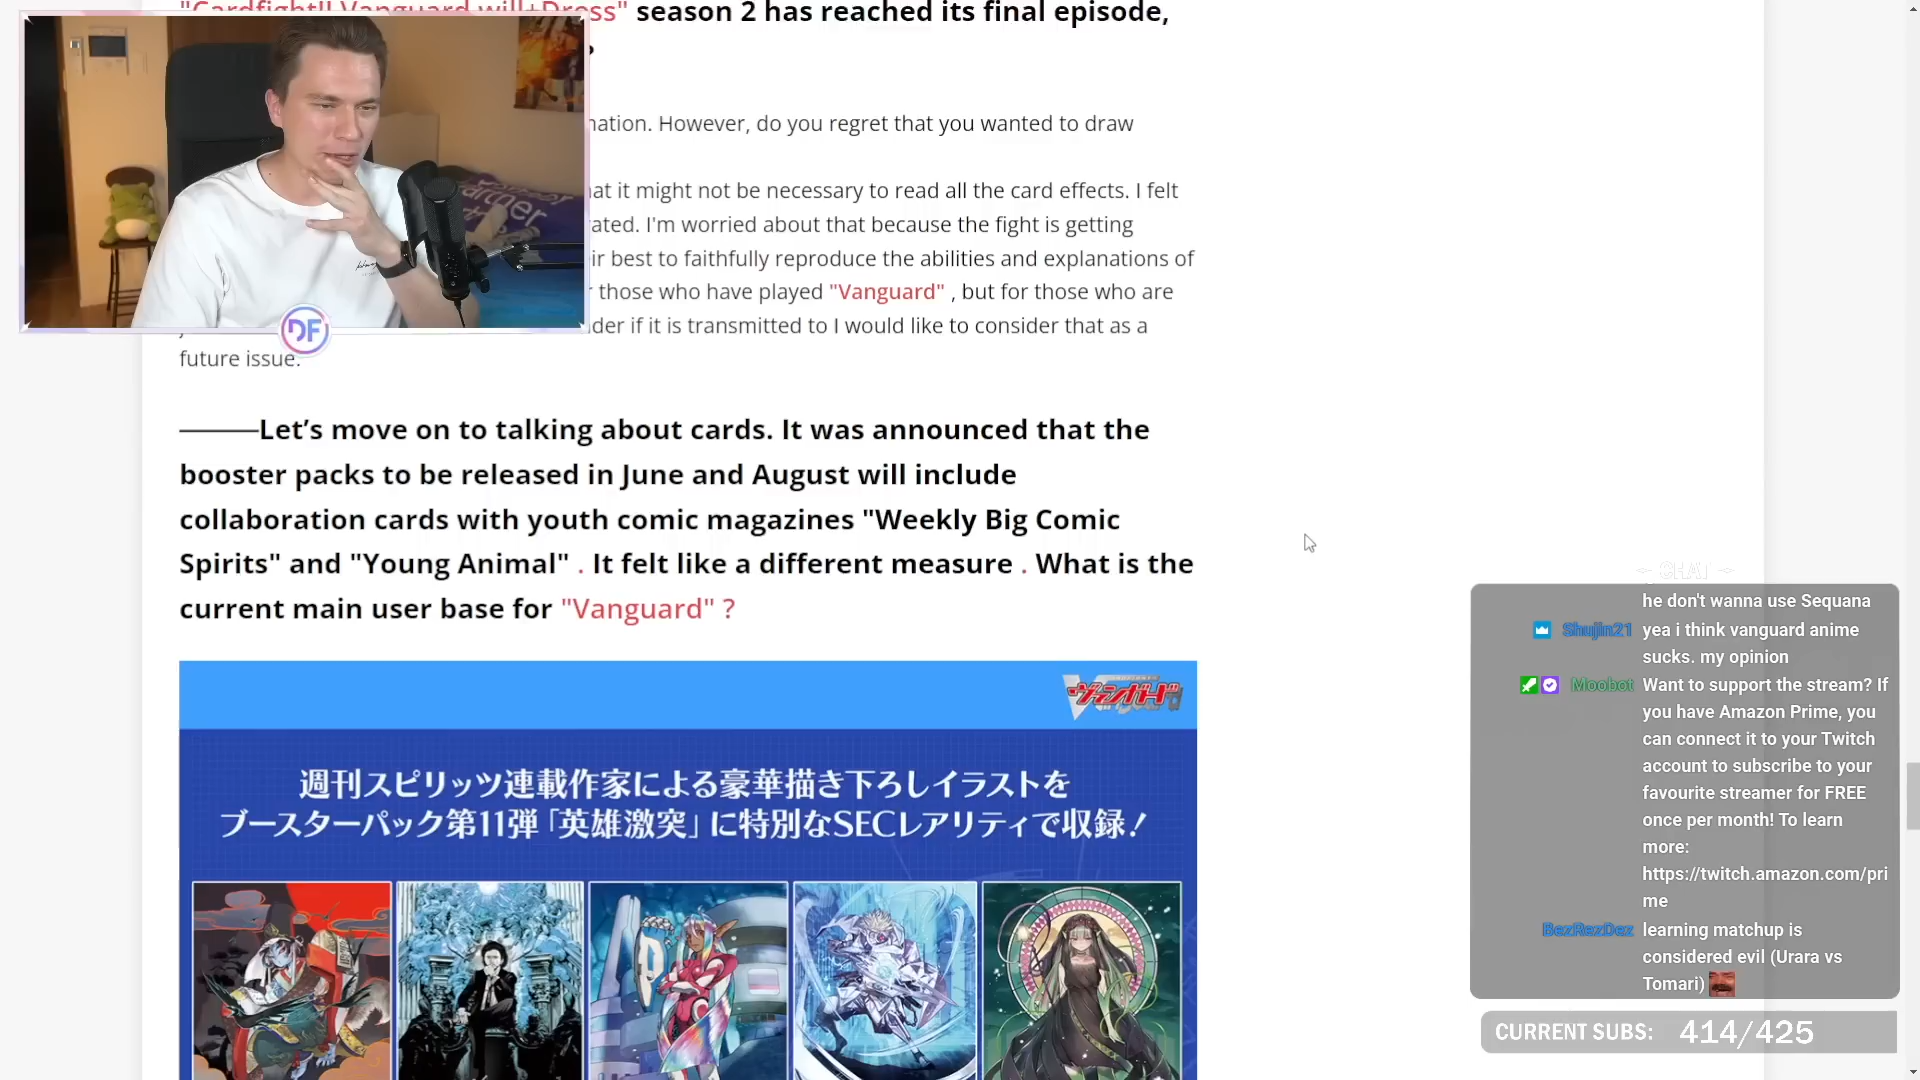 "Cardfight!! Vanguard will+Dress" season 2 has reached its final episode,
?
nation. However, do you regret that you wanted to draw
at it might not be necessary to read all the card effects. I felt
ated. I'm worried about that because the fight is getting
eir best to faithfully reproduce the abilities and explanations of
r those who have played "Vanguard" , but for those who are
der if it is transmitted to I would like to consider that as a
future issue.
DF
———Let's move on to talking about cards. It was announced that the
booster packs to be released in June and August will include
collaboration cards with youth comic magazines "Weekly Big Comic
Spirits" and "Young Animal" . It felt like a different measure . What is the
current main user base for "Vanguard" ?
ヴァンガード
週刊スピリッツ連載作家による豪華描き下ろしイラストを
ブースターパック第11弾「英雄激突」に特別なSECレアリティで収録！
CHAT
he don't wanna use Sequana
Shujin21 yea i think vanguard anime
sucks. my opinion
Moobot Want to support the stream? If
you have Amazon Prime, you
can connect it to your Twitch
account to subscribe to your
favourite streamer for FREE
once per month! To learn
more:
https://twitch.amazon.com/pri
me
BezRezDez learning matchup is
considered evil (Urara vs
Tomari)
CURRENT SUBS: 414/425